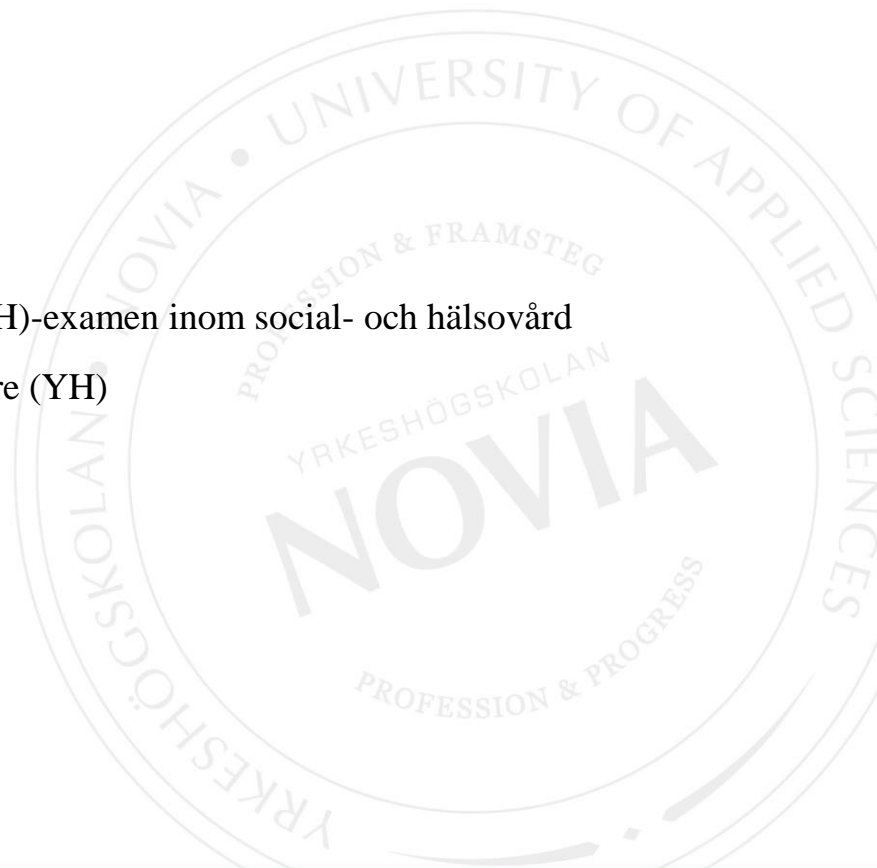 H)-examen inom social- och hälsovård
re (YH)
YRKESHÖGSKOLAN • NOVIA • UNIVERSITY OF APPLIED SCIENCES
PROFESSION & FRAMSTEG
YRKESHÖGSKOLAN
NOVIA
PROFESSION & PROGRESS